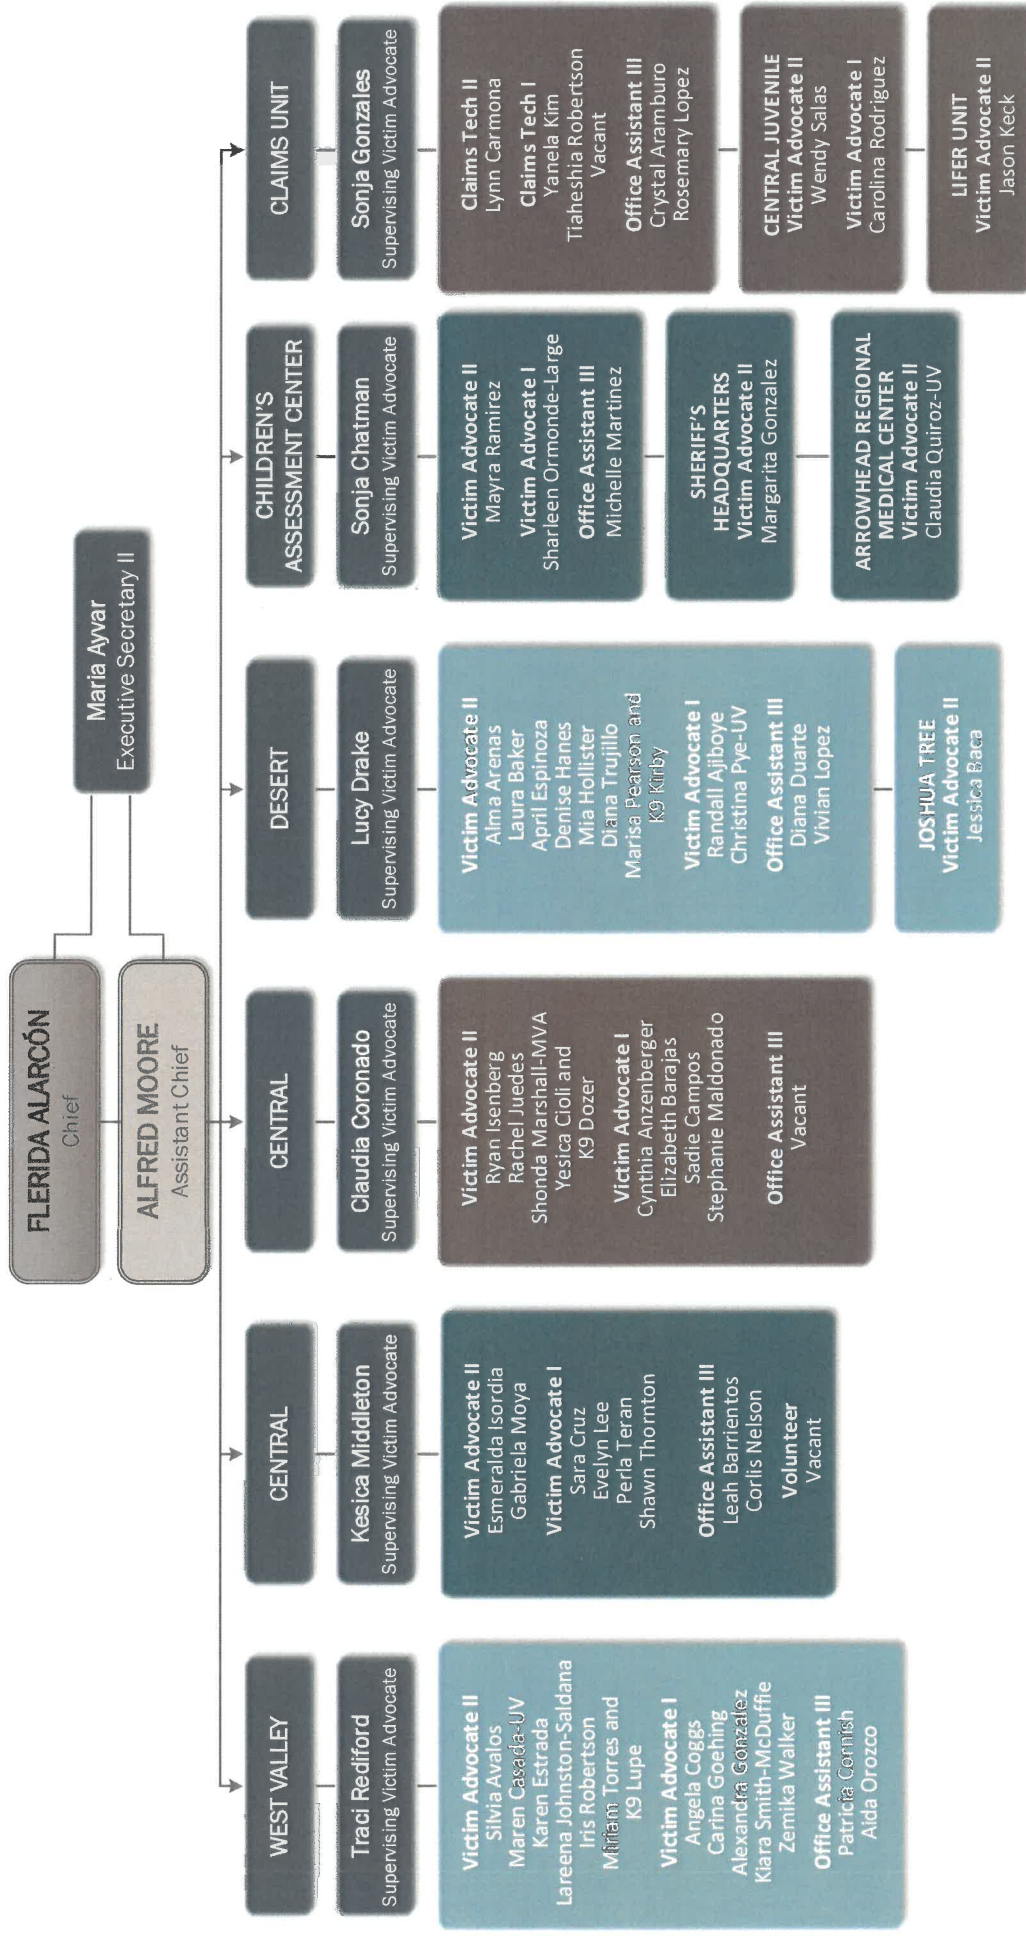 FLERIDA ALARCÓN
Chief
ALFRED MOORE
Assistant Chief
Maria Ayvar
Executive Secretary II
WEST VALLEY
Traci Rediford
Supervising Victim Advocate
Victim Advocate II
Silvia Avalos
Maren Casada-UV
Karen Estrada
Lareena Johnston-Saldana
Iris Robertson
Miriam Torres and
K9 Lupe
Victim Advocate I
Angela Coggs
Carina Goehing
Alexandra Gonzalez
Kiara Smith-McDuffie
Zemika Walker
Office Assistant III
Patricia Cornish
Aida Orozco
CENTRAL
Kesica Middleton
Supervising Victim Advocate
Victim Advocate II
Esmeralda Isordia
Gabriela Moya
Victim Advocate I
Sara Cruz
Evelyn Lee
Perla Teran
Shawn Thornton
Office Assistant III
Leah Barrientos
Corlis Nelson
Volunteer
Vacant
CENTRAL
Claudia Coronado
Supervising Victim Advocate
Victim Advocate II
Ryan Isenberg
Rachel Juedes
Shonda Marshall-MVA
Yesica Cioli and
K9 Dozer
Victim Advocate I
Cynthia Anzenberger
Elizabeth Barajas
Sadie Campos
Stephanie Maldonado
Office Assistant III
Vacant
DESERT
Lucy Drake
Supervising Victim Advocate
Victim Advocate II
Alma Arenas
Laura Baker
April Espinoza
Denise Hanes
Mia Hollister
Diana Trujillo
Marisa Pearson and
K9 Kirby
Victim Advocate I
Randall Ajiboye
Christina Pye-UV
Office Assistant III
Diana Duarte
Vivian Lopez
JOSHUA TREE
Victim Advocate II
Jessica Baca
CHILDREN'S
ASSESSMENT CENTER
Sonja Chatman
Supervising Victim Advocate
Victim Advocate II
Mayra Ramirez
Victim Advocate I
Sharleen Ormonde-Large
Office Assistant III
Michelle Martinez
SHERIFF'S
HEADQUARTERS
Victim Advocate II
Margarita Gonzalez
ARROWHEAD REGIONAL
MEDICAL CENTER
Victim Advocate II
Claudia Quiroz-UV
CLAIMS UNIT
Sonja Gonzales
Supervising Victim Advocate
Claims Tech II
Lynn Carmona
Claims Tech I
Yanela Kim
Tiaheshia Robertson
Vacant
Office Assistant III
Crystal Aramburo
Rosemary Lopez
CENTRAL JUVENILE
Victim Advocate II
Wendy Salas
Victim Advocate I
Carolina Rodriguez
LIFER UNIT
Victim Advocate II
Jason Keck